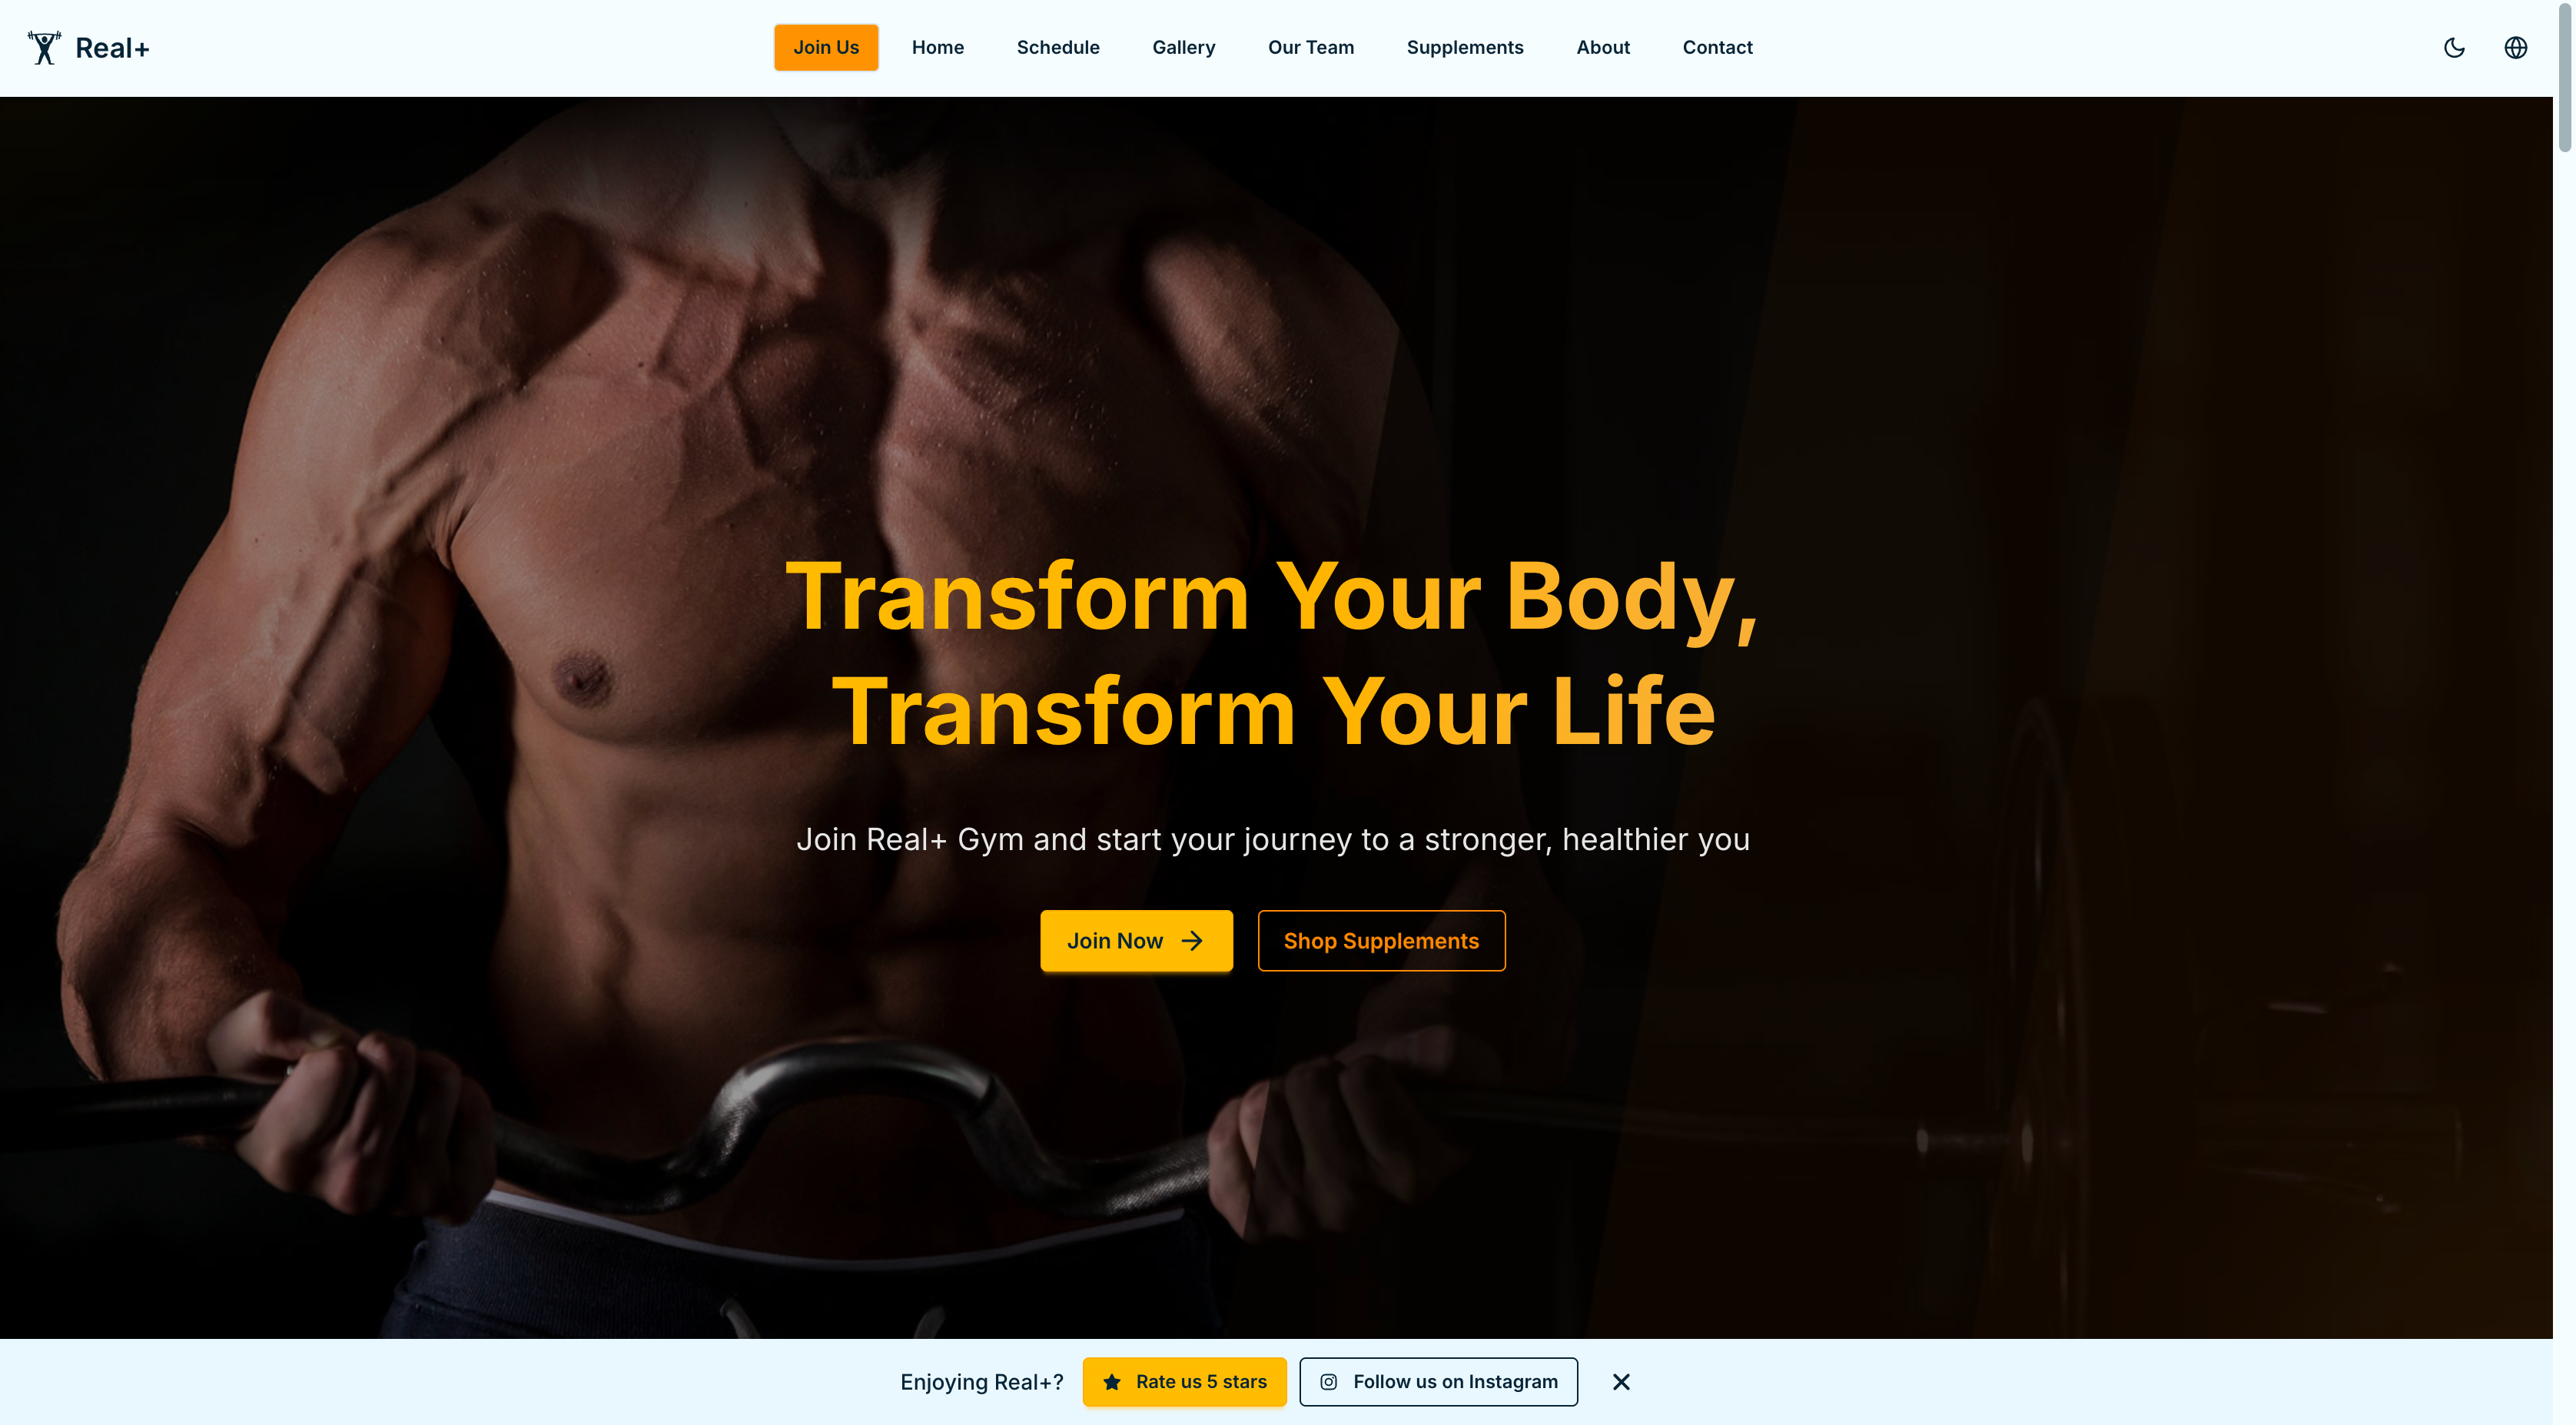 Real+
Join Us
Home
Schedule
Gallery
Our Team
Supplements
About
Contact
Transform Your Body,
Transform Your Life
Join Real+ Gym and start your journey to a stronger, healthier you
Join Now
Shop Supplements
Enjoying Real+?
Rate us 5 stars
Follow us on Instagram